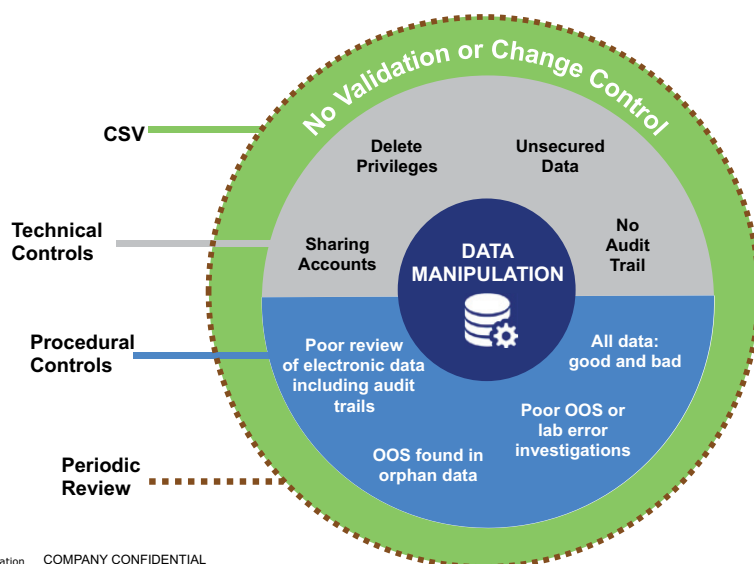 No Validation or Change Control
CSV
Delete
Privileges
Unsecured
Data
Technical
Controls
Sharing
Accounts
DATA
MANIPULATION
No
Audit
Trail
Procedural
Controls
Poor review
of electronic data
including audit
trails
All data:
good and bad
Poor OOS or
lab error
investigations
OOS found in
orphan data
Periodic
Review
COMPANY CONFIDENTIAL